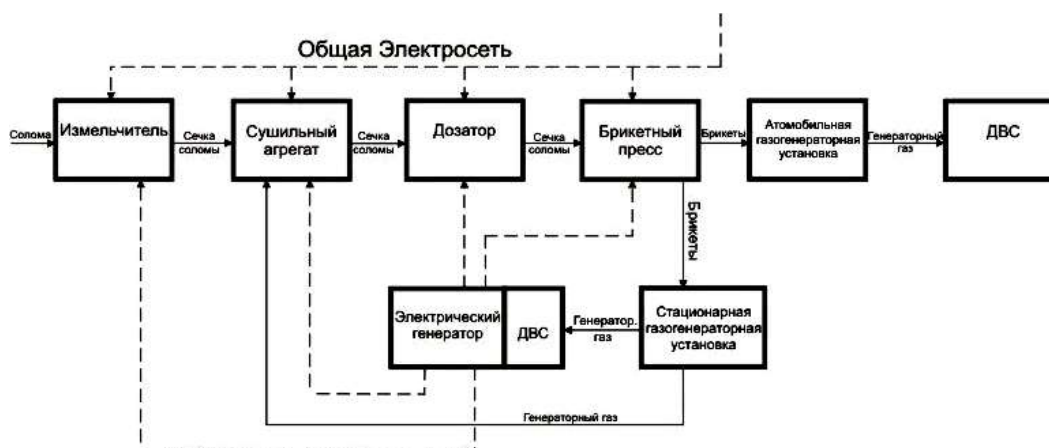 Общая Электросеть
Солома
Измельчитель
Сечка
соломы
Сушильный
агрегат
Сечка
соломы
Дозатор
Сечка
соломы
Брикетный
пресс
Брикеты
Атомобильная
газогенераторная
установка
Генераторный
газ
ДВС
Брикеты
Электрический
генератор
ДВС
Генератор.
газ
Стационарная
газогенераторная
установка
Генераторный газ